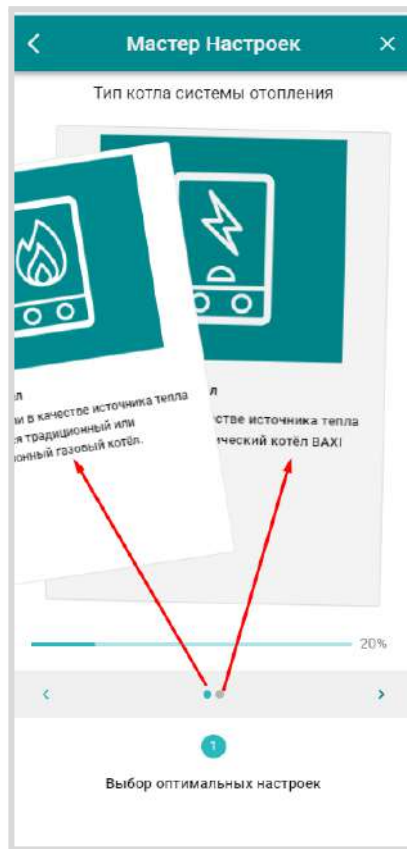 Мастер Настроек
Тип котла системы отопления
л
и в качестве источника тепла
я традиционный или
онный газовый котёл.
л
стве источника тепла
ический котёл BAXI
20%
1
Выбор оптимальных настроек